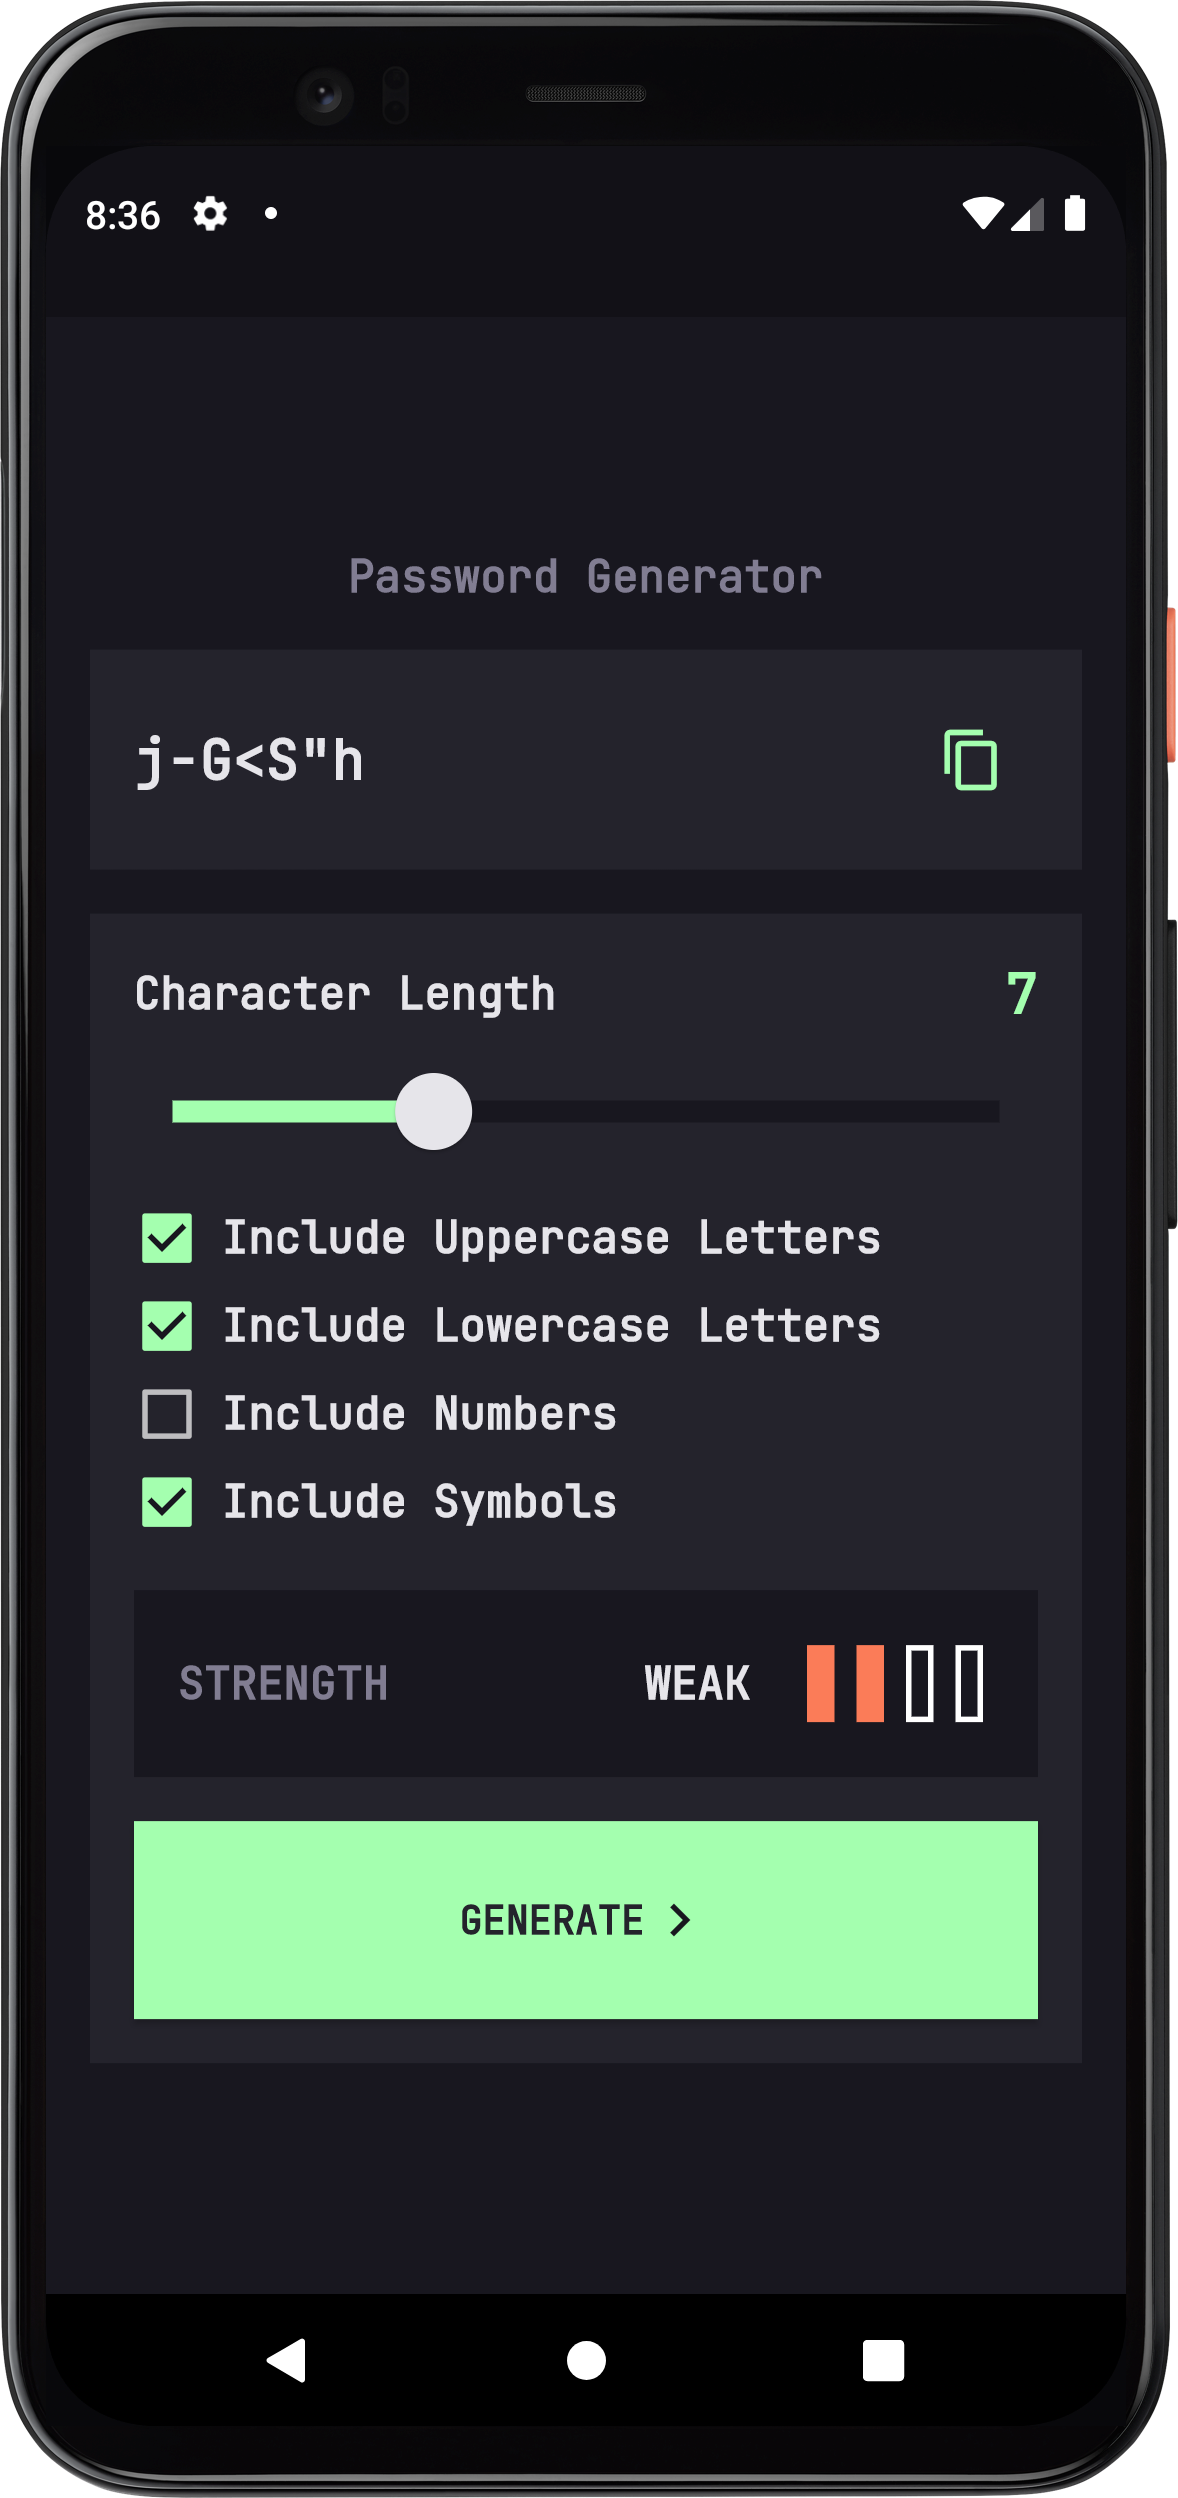 8:36
Password Generator
j-G<S"h
Character Length 7
Include Uppercase Letters
Include Lowercase Letters
Include Numbers
Include Symbols
STRENGTH WEAK
GENERATE >